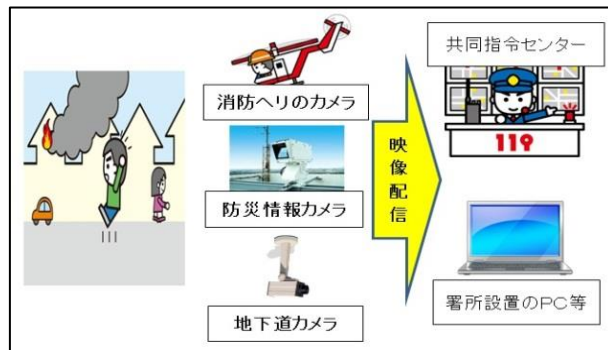 消防ヘリのカメラ
防災情報カメラ
地下道カメラ
映像配信
共同指令センター
119
署所設置のPC等